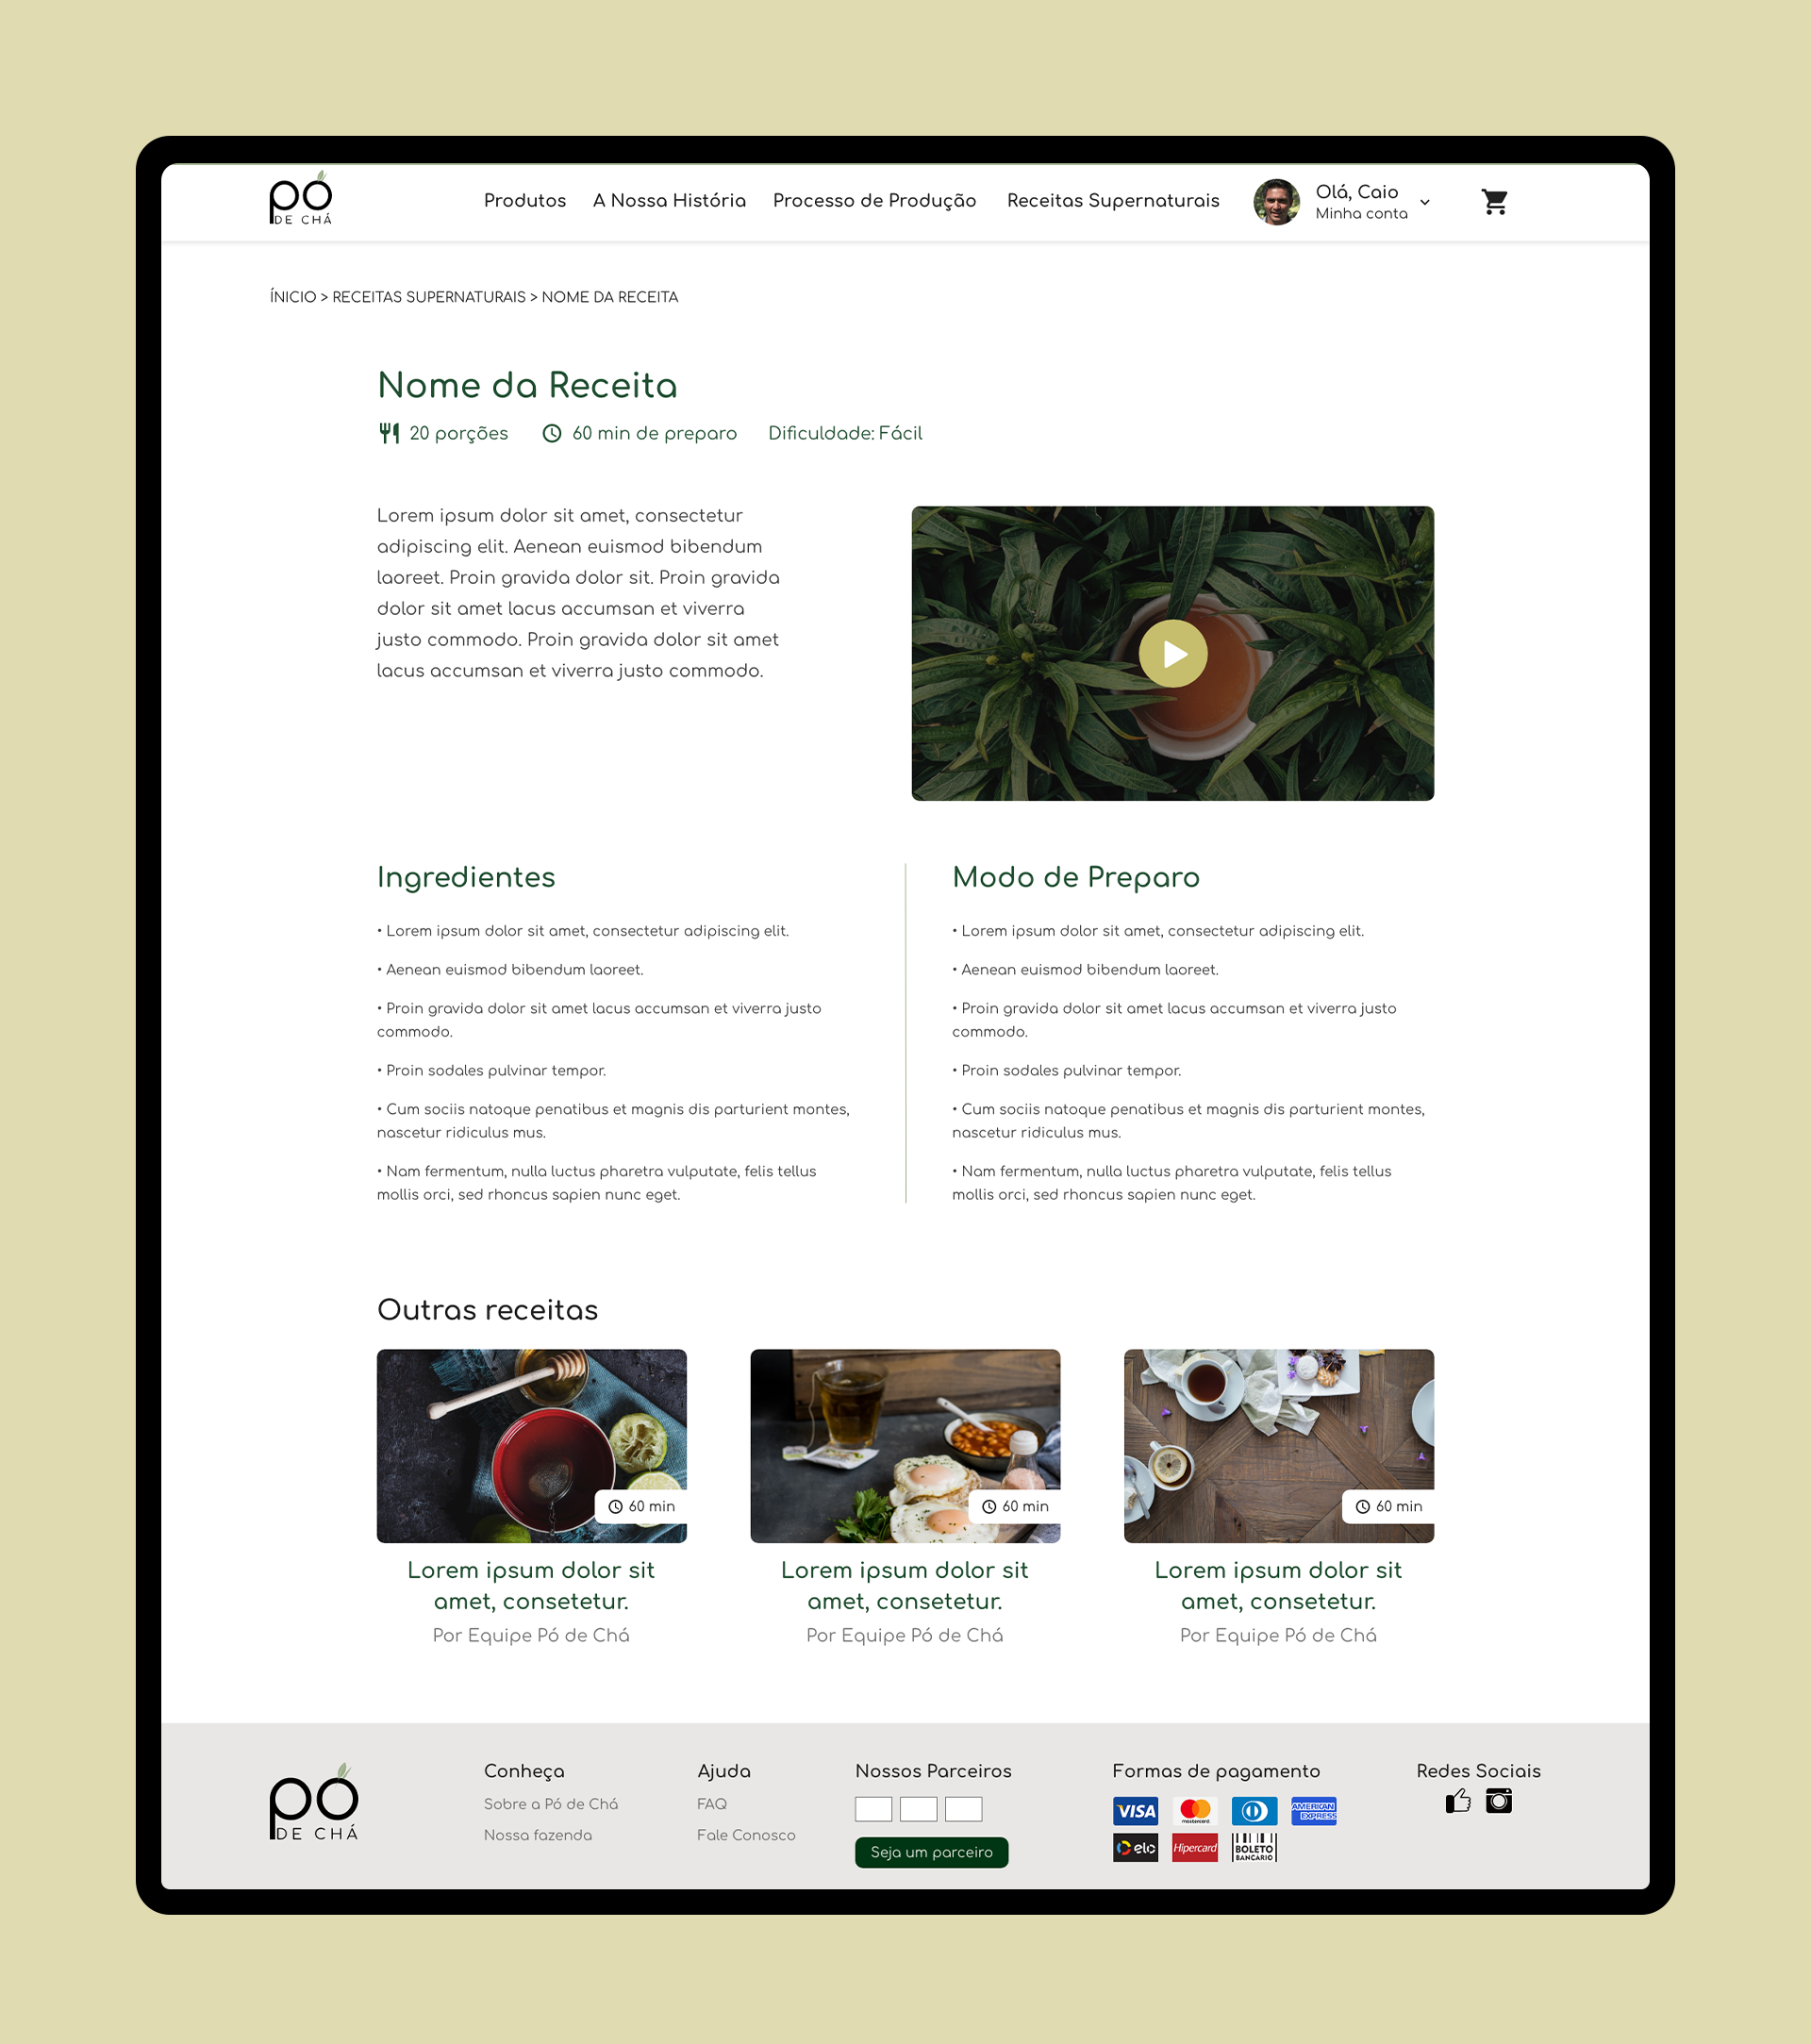 pó
DE CHÁ
Produtos
A Nossa História
Processo de Produção
Receitas Supernaturais
Olá, Caio
Minha conta
ÍNICIO > RECEITAS SUPERNATURAIS > NOME DA RECEITA
Nome da Receita
20 porções
60 min de preparo
Dificuldade: Fácil
Lorem ipsum dolor sit amet, consectetur
adipiscing elit. Aenean euismod bibendum
laoreet. Proin gravida dolor sit. Proin gravida
dolor sit amet lacus accumsan et viverra
justo commodo. Proin gravida dolor sit amet
lacus accumsan et viverra justo commodo.
Ingredientes
• Lorem ipsum dolor sit amet, consectetur adipiscing elit.
• Aenean euismod bibendum laoreet.
• Proin gravida dolor sit amet lacus accumsan et viverra justo
commodo.
• Proin sodales pulvinar tempor.
• Cum sociis natoque penatibus et magnis dis parturient montes,
nascetur ridiculus mus.
• Nam fermentum, nulla luctus pharetra vulputate, felis tellus
mollis orci, sed rhoncus sapien nunc eget.
Modo de Preparo
• Lorem ipsum dolor sit amet, consectetur adipiscing elit.
• Aenean euismod bibendum laoreet.
• Proin gravida dolor sit amet lacus accumsan et viverra justo
commodo.
• Proin sodales pulvinar tempor.
• Cum sociis natoque penatibus et magnis dis parturient montes,
nascetur ridiculus mus.
• Nam fermentum, nulla luctus pharetra vulputate, felis tellus
mollis orci, sed rhoncus sapien nunc eget.
Outras receitas
60 min
Lorem ipsum dolor sit
amet, consetetur.
Por Equipe Pó de Chá
60 min
Lorem ipsum dolor sit
amet, consetetur.
Por Equipe Pó de Chá
60 min
Lorem ipsum dolor sit
amet, consetetur.
Por Equipe Pó de Chá
pó
DE CHÁ
Conheça
Sobre a Pó de Chá
Nossa fazenda
Ajuda
FAQ
Fale Conosco
Nossos Parceiros
Seja um parceiro
Formas de pagamento
VISA
mastercard
AMERICAN
EXPRESS
elo
Hipercard
BOLETO
BANCARIO
Redes Sociais